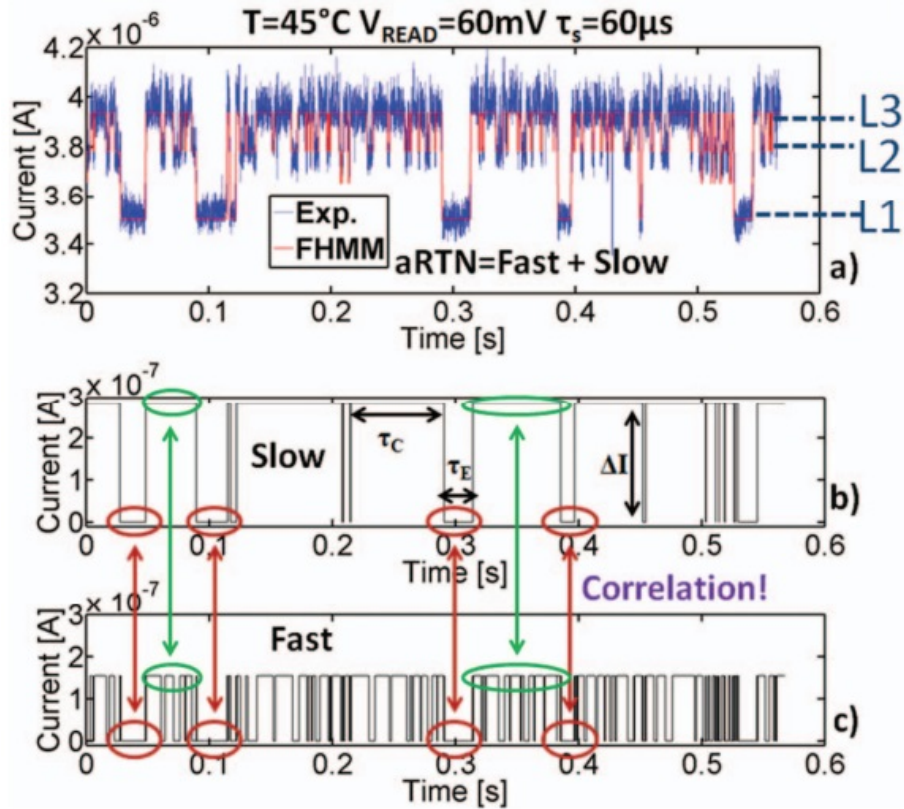 T=45°C V_READ=60mV τ_s=60μs
x 10⁻⁶
4.2
4
3.8
3.6
3.4
3.2
Current [A]
L3
L2
L1
Exp.
FHMM
aRTN=Fast + Slow
a)
0 0.1 0.2 0.3 0.4 0.5 0.6
Time [s]
x 10⁻⁷
3
2
1
0
Current [A]
Slow
τ_C
τ_E
ΔI
b)
0 0.2 0.3 0.4 0.5 0.6
Time [s]
Correlation!
x 10⁻⁷
3
2
1
0
Current [A]
Fast
c)
0 0.1 0.2 0.3 0.4 0.5 0.6
Time [s]